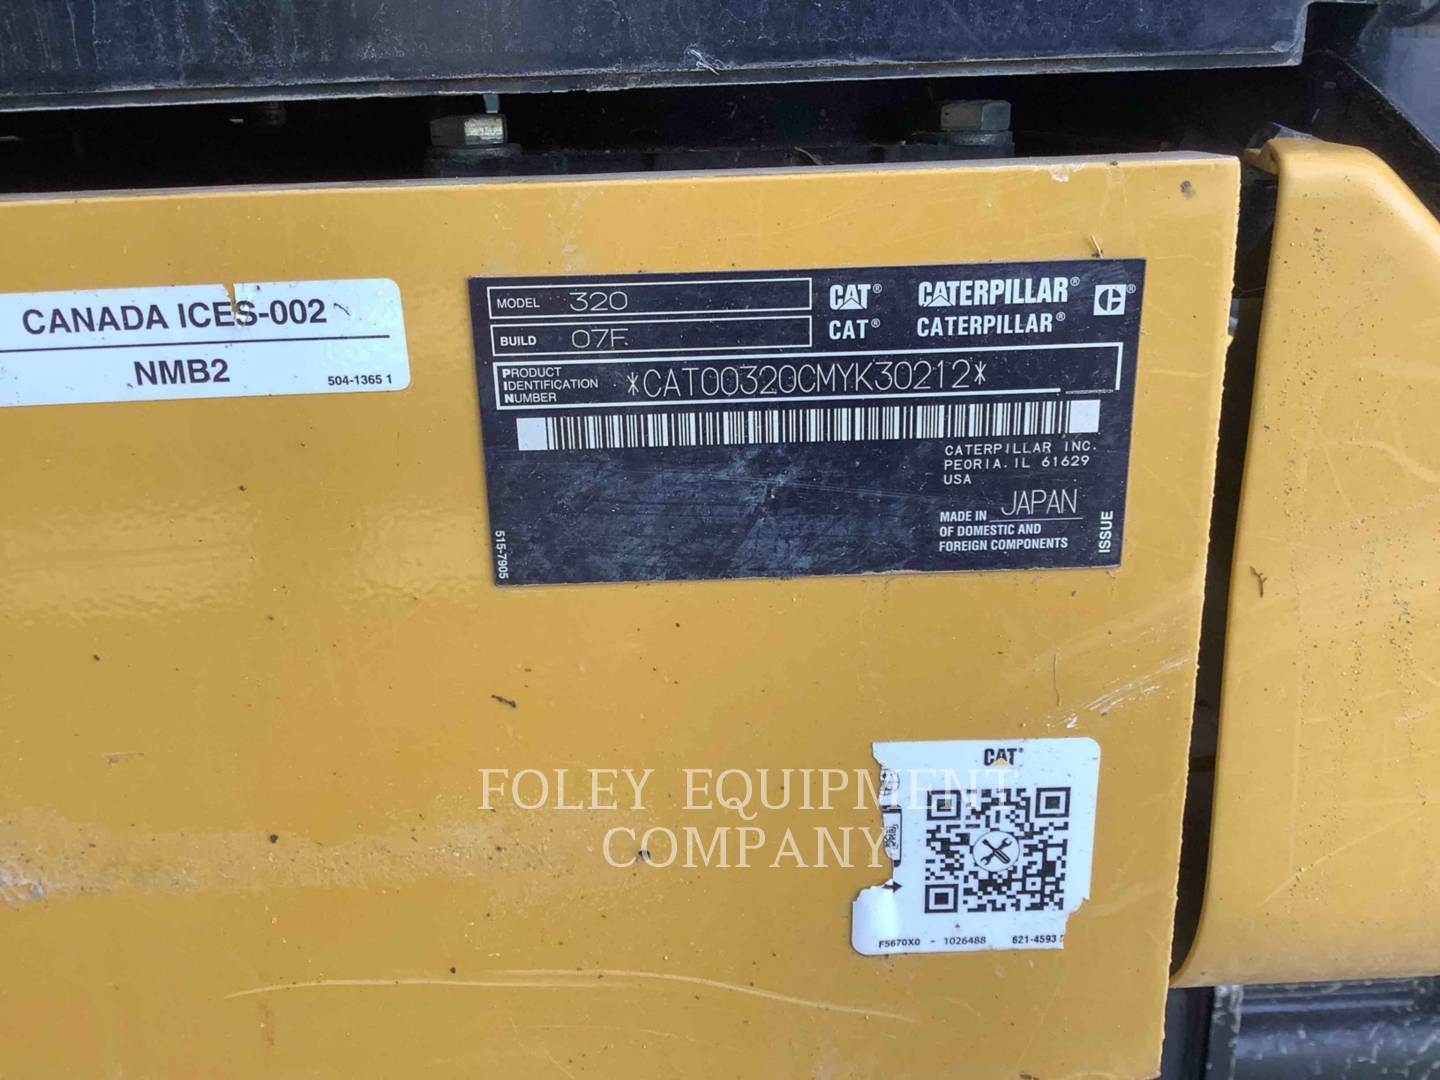 CANADA ICES-002
NMB2
504-1365 1
MODEL 320
BUILD 07F
CAT® CATERPILLAR®
CAT® CATERPILLAR®
PRODUCT
IDENTIFICATION
NUMBER
*CAT00320CMYK30212*
CATERPILLAR INC.
PEORIA. IL 61629
USA
MADE IN JAPAN
OF DOMESTIC AND
FOREIGN COMPONENTS
ISSUE
515-7905
CAT®
F5670X0 - 1026488 621-4593
FOLEY EQUIPMENT
COMPANY